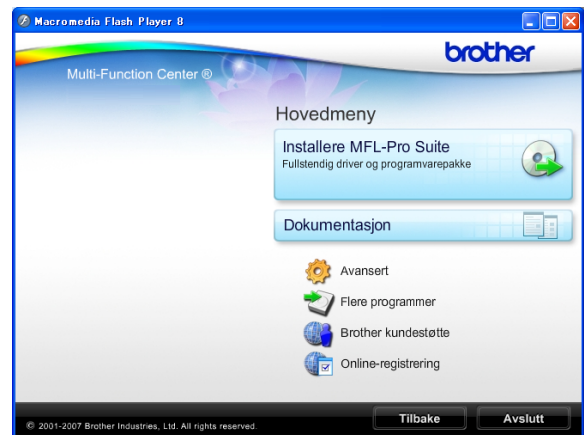 Macromedia Flash Player 8
brother
Multi-Function Center ®
Hovedmeny
Installere MFL-Pro Suite
Fullstendig driver og programvarepakke
Dokumentasjon
Avansert
Flere programmer
Brother kundestøtte
Online-registrering
© 2001-2007 Brother Industries, Ltd. All rights reserved.
Tilbake
Avslutt